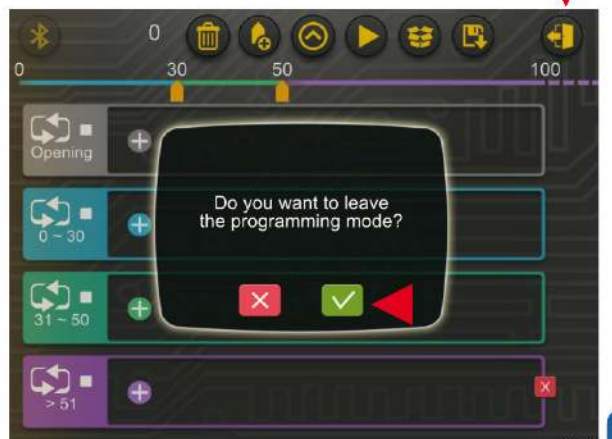 0
0 30 50 100
Opening
Do you want to leave
the programming mode?
0 ~ 30
31 ~ 50
> 51